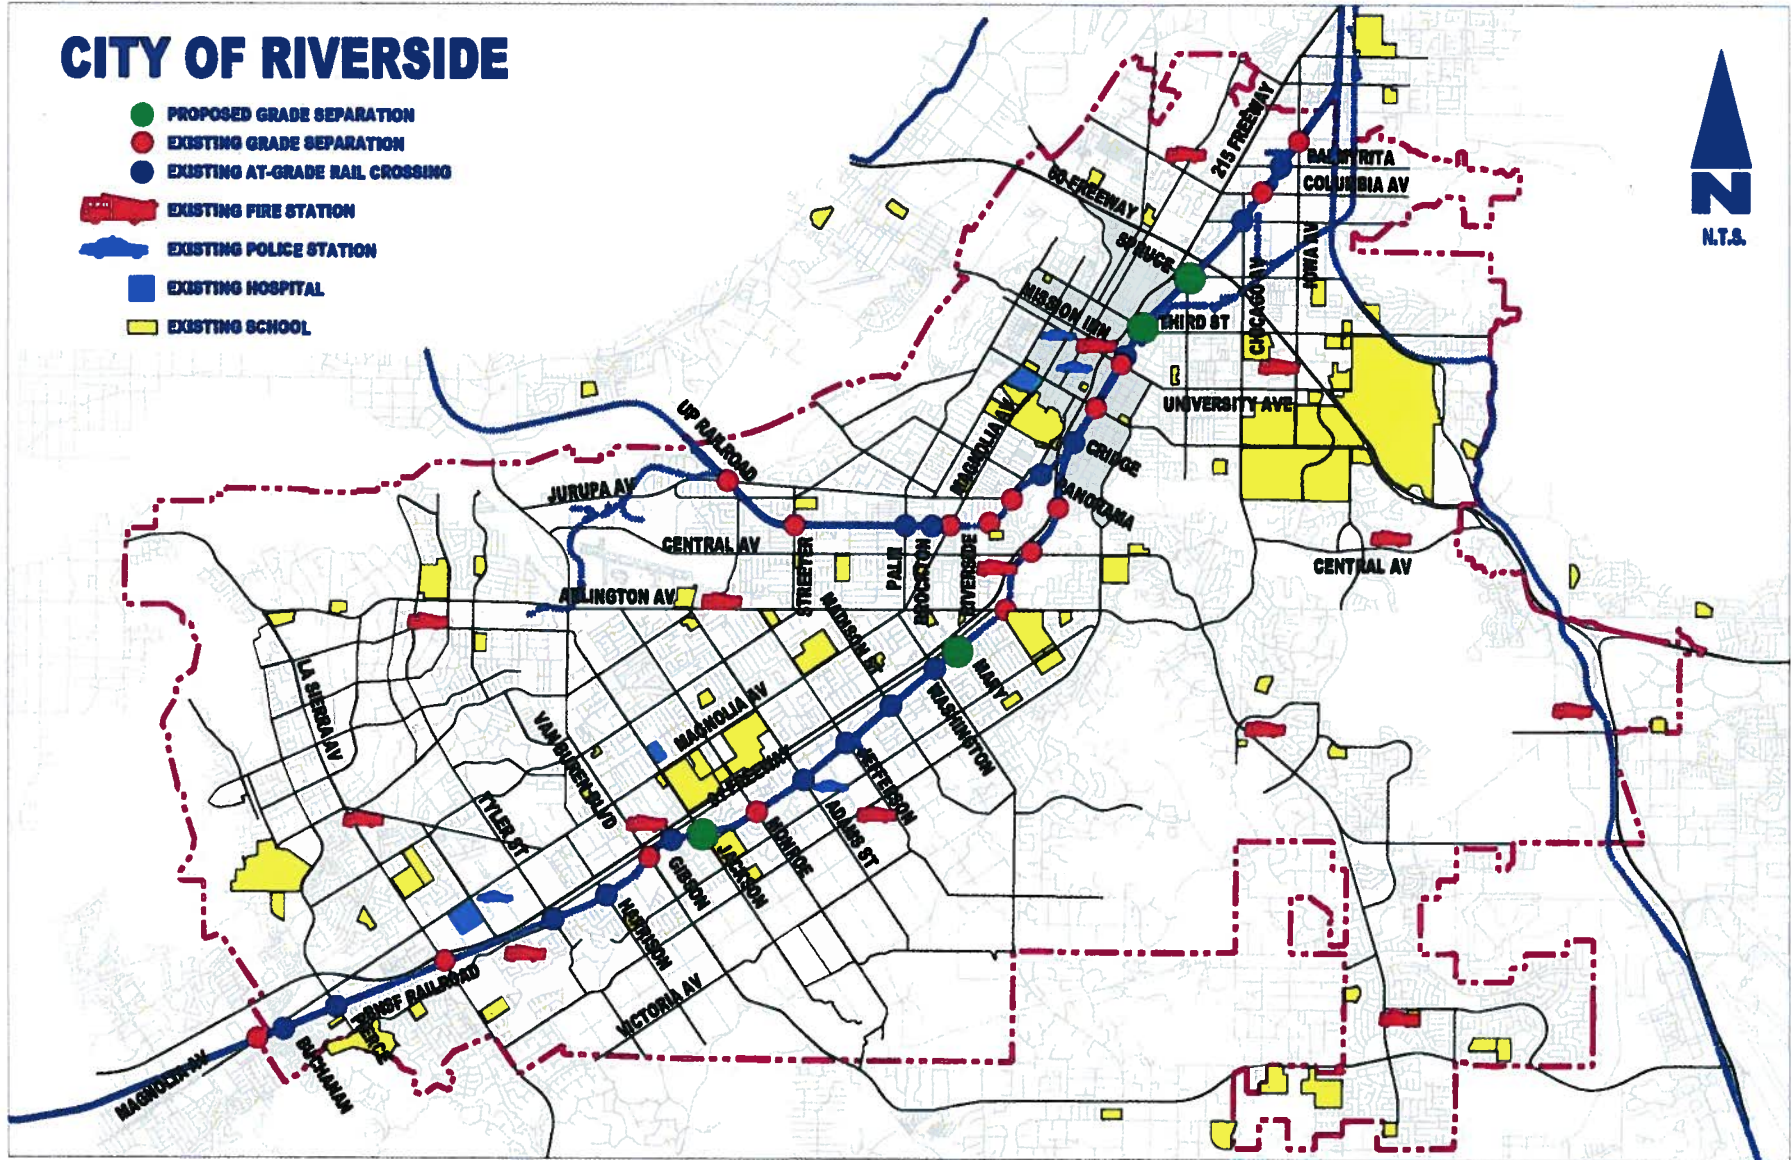 CITY OF RIVERSIDE
PROPOSED GRADE SEPARATION
EXISTING GRADE SEPARATION
EXISTING AT-GRADE RAIL CROSSING
EXISTING FIRE STATION
EXISTING POLICE STATION
EXISTING HOSPITAL
EXISTING SCHOOL
N
N.T.S.
215 FREEWAY
PALMYRITA
COLUMBIA AV
60 FREEWAY
SPRUCE
IOWA AV
CHICAGO AV
MISSION INN
THIRD ST
UNIVERSITY AVE
UP RAILROAD
MAGNOLIA AV
CRIDGE
PANORAMA
JURUPA AV
CENTRAL AV
CENTRAL AV
STREETER
PALM
BROCKTON
RIVERSIDE
ARLINGTON AV
MADISON ST
MARY
WASHINGTON
LA SIERRA AV
MAGNOLIA AV
VAN BUREN BLVD
FREEWAY
JEFFERSON
TYLER ST
ADAMS ST
MONROE
JACKSON
GIBSON
HARRISON
BNSF RAILROAD
VICTORIA AV
PIERCE
BUCHANAN
MAGNOLIA AV